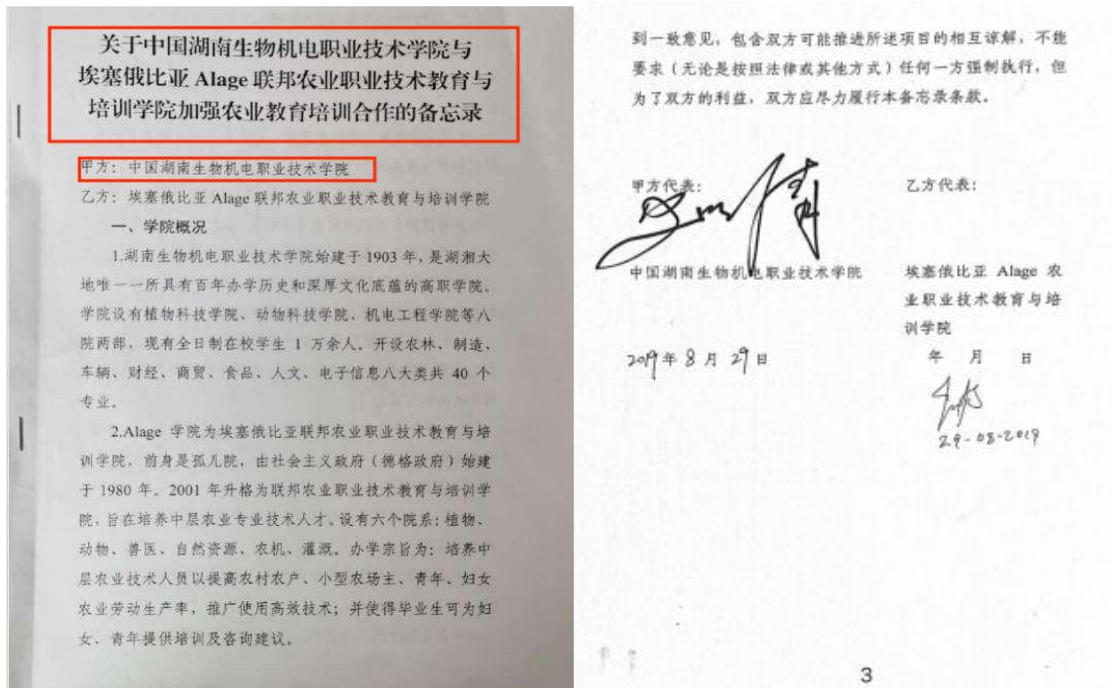 关于中国湖南生物机电职业技术学院与
埃塞俄比亚 Alage 联邦农业职业技术教育与
培训学院加强农业教育培训合作的备忘录
甲方：中国湖南生物机电职业技术学院
乙方：埃塞俄比亚 Alage 联邦农业职业技术教育与培训学院
一、学院概况
1.湖南生物机电职业技术学院始建于 1903 年，是湖湘大
地唯一一所具有百年办学历史和深厚文化底蕴的高职学院。
学院设有植物科技学院、动物科技学院、机电工程学院等八
院两部，现有全日制在校学生 1 万余人。开设农林、制造、
车辆、财经、商贸、食品、人文、电子信息八大类共 40 个
专业。
2.Alage 学院为埃塞俄比亚联邦农业职业技术教育与培
训学院，前身是孤儿院，由社会主义政府（德格政府）始建
于 1980 年。2001 年升格为联邦农业职业技术教育与培训学
院，旨在培养中层农业专业技术人才。设有六个院系：植物、
动物、兽医、自然资源、农机、灌溉。办学宗旨为：培养中
层农业技术人员以提高农村农户、小型农场主、青年、妇女
农业劳动生产率，推广使用高效技术；并使得毕业生可为妇
女、青年提供培训及咨询建议。
到一致意见，包含双方可能推进所述项目的相互谅解，不能
要求（无论是按照法律或其他方式）任何一方强制执行，但
为了双方的利益，双方应尽力履行本备忘录条款。
甲方代表：
中国湖南生物机电职业技术学院
2019年 8 月 29 日
乙方代表：
埃塞俄比亚 Alage 农
业职业技术教育与培
训学院
年 月 日
29-08-2019
3